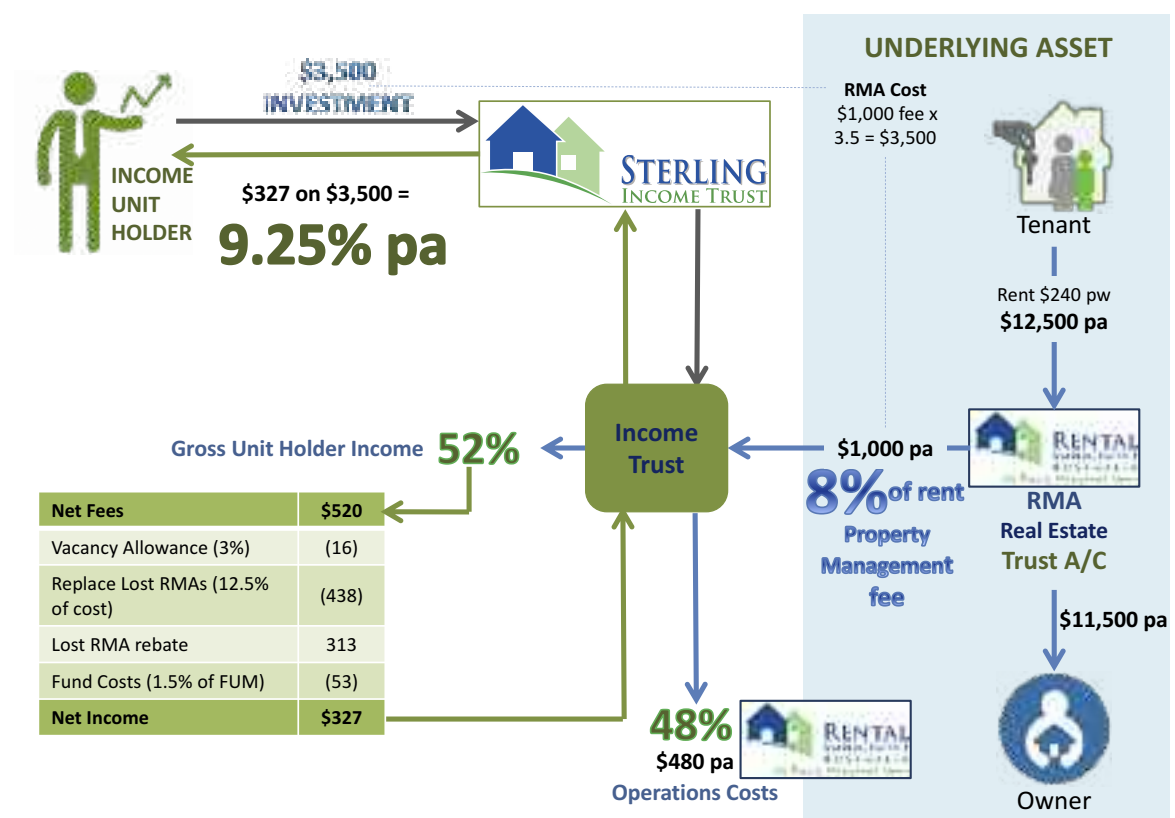 UNDERLYING ASSET
$3,500
INVESTMENT
RMA Cost
$1,000 fee x
3.5 = $3,500
STERLING
INCOME TRUST
INCOME
UNIT
HOLDER
$327 on $3,500 =
9.25% pa
Tenant
Rent $240 pw
$12,500 pa
Gross Unit Holder Income 52%
Income
Trust
$1,000 pa
8% of rent
Property
Management
fee
RENTAL
RMA
Real Estate
Trust A/C
Net Fees $520
Vacancy Allowance (3%) (16)
Replace Lost RMAs (12.5%
of cost) (438)
Lost RMA rebate 313
Fund Costs (1.5% of FUM) (53)
Net Income $327
$11,500 pa
48%
$480 pa
Operations Costs
RENTAL
Owner